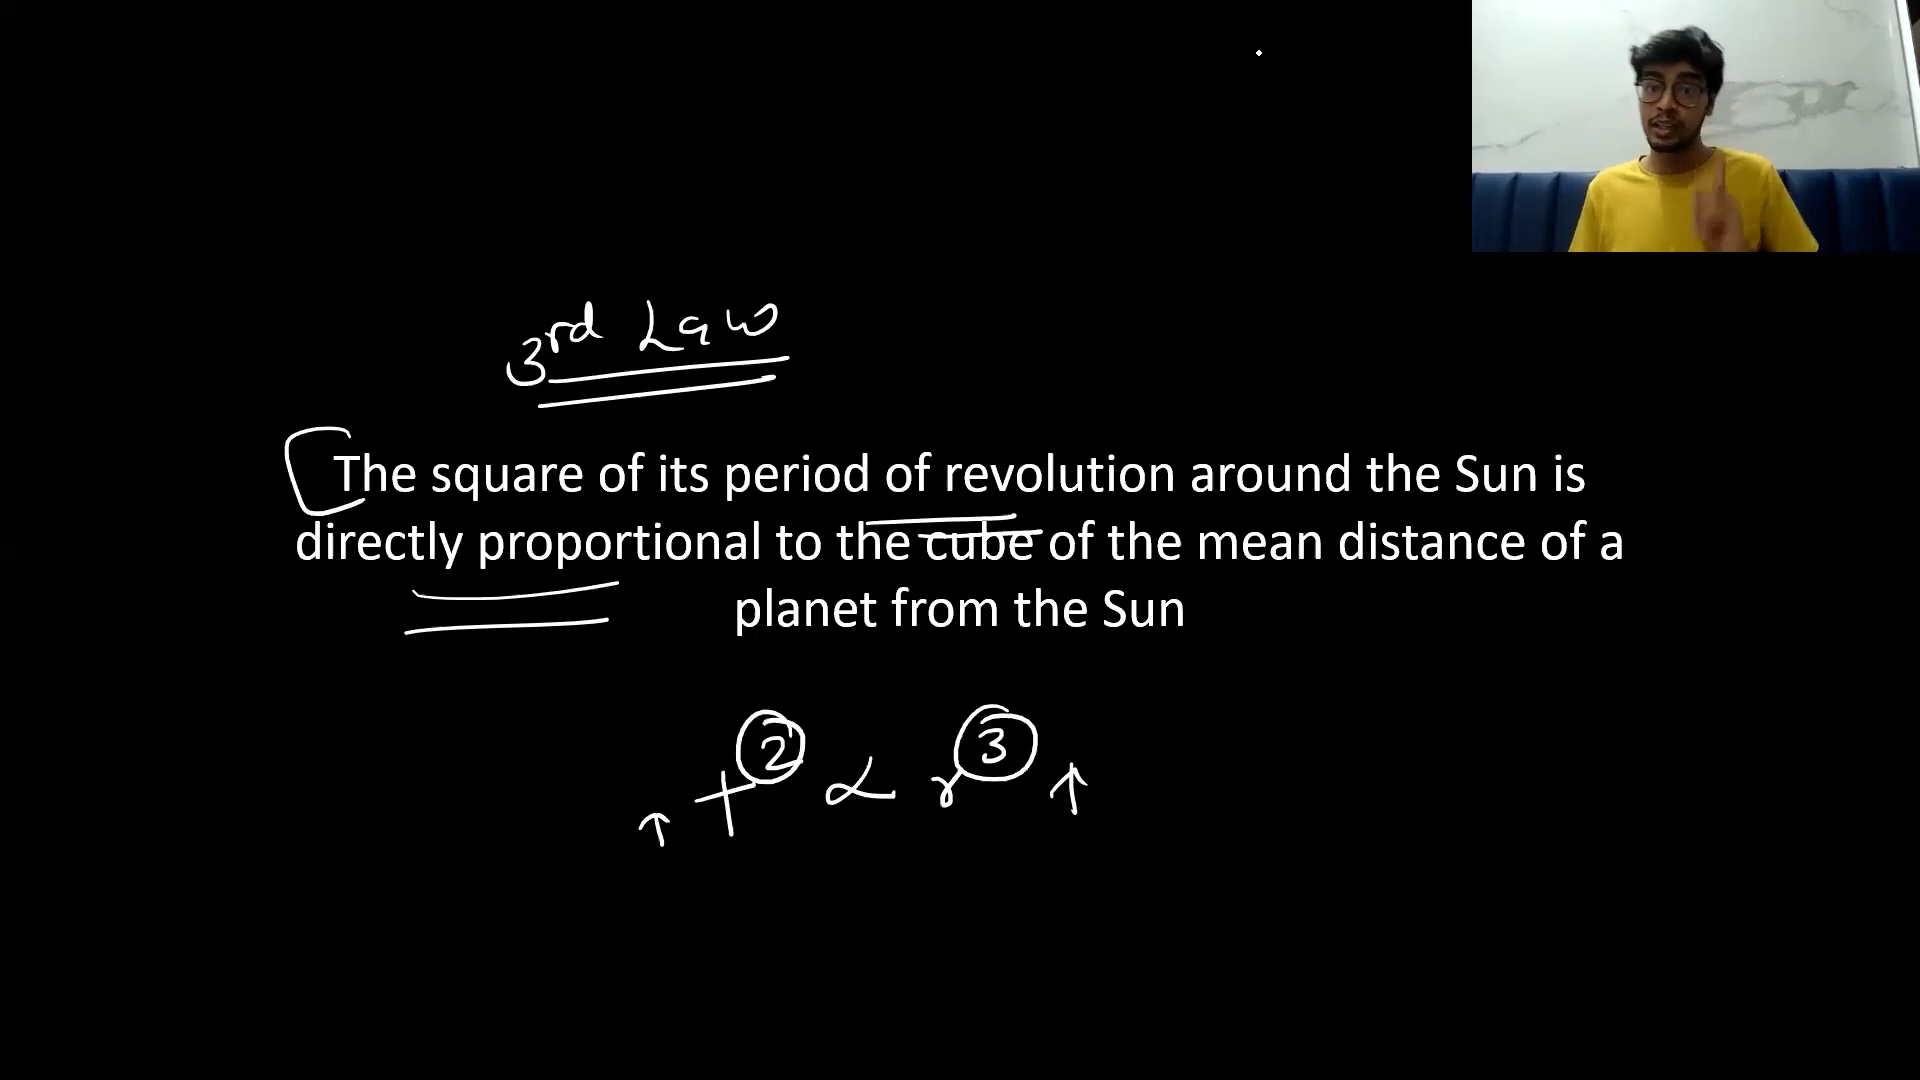 3rd Law
The square of its period of revolution around the Sun is
directly proportional to the cube of the mean distance of a
planet from the Sun
↑ T² ∝ r³ ↑